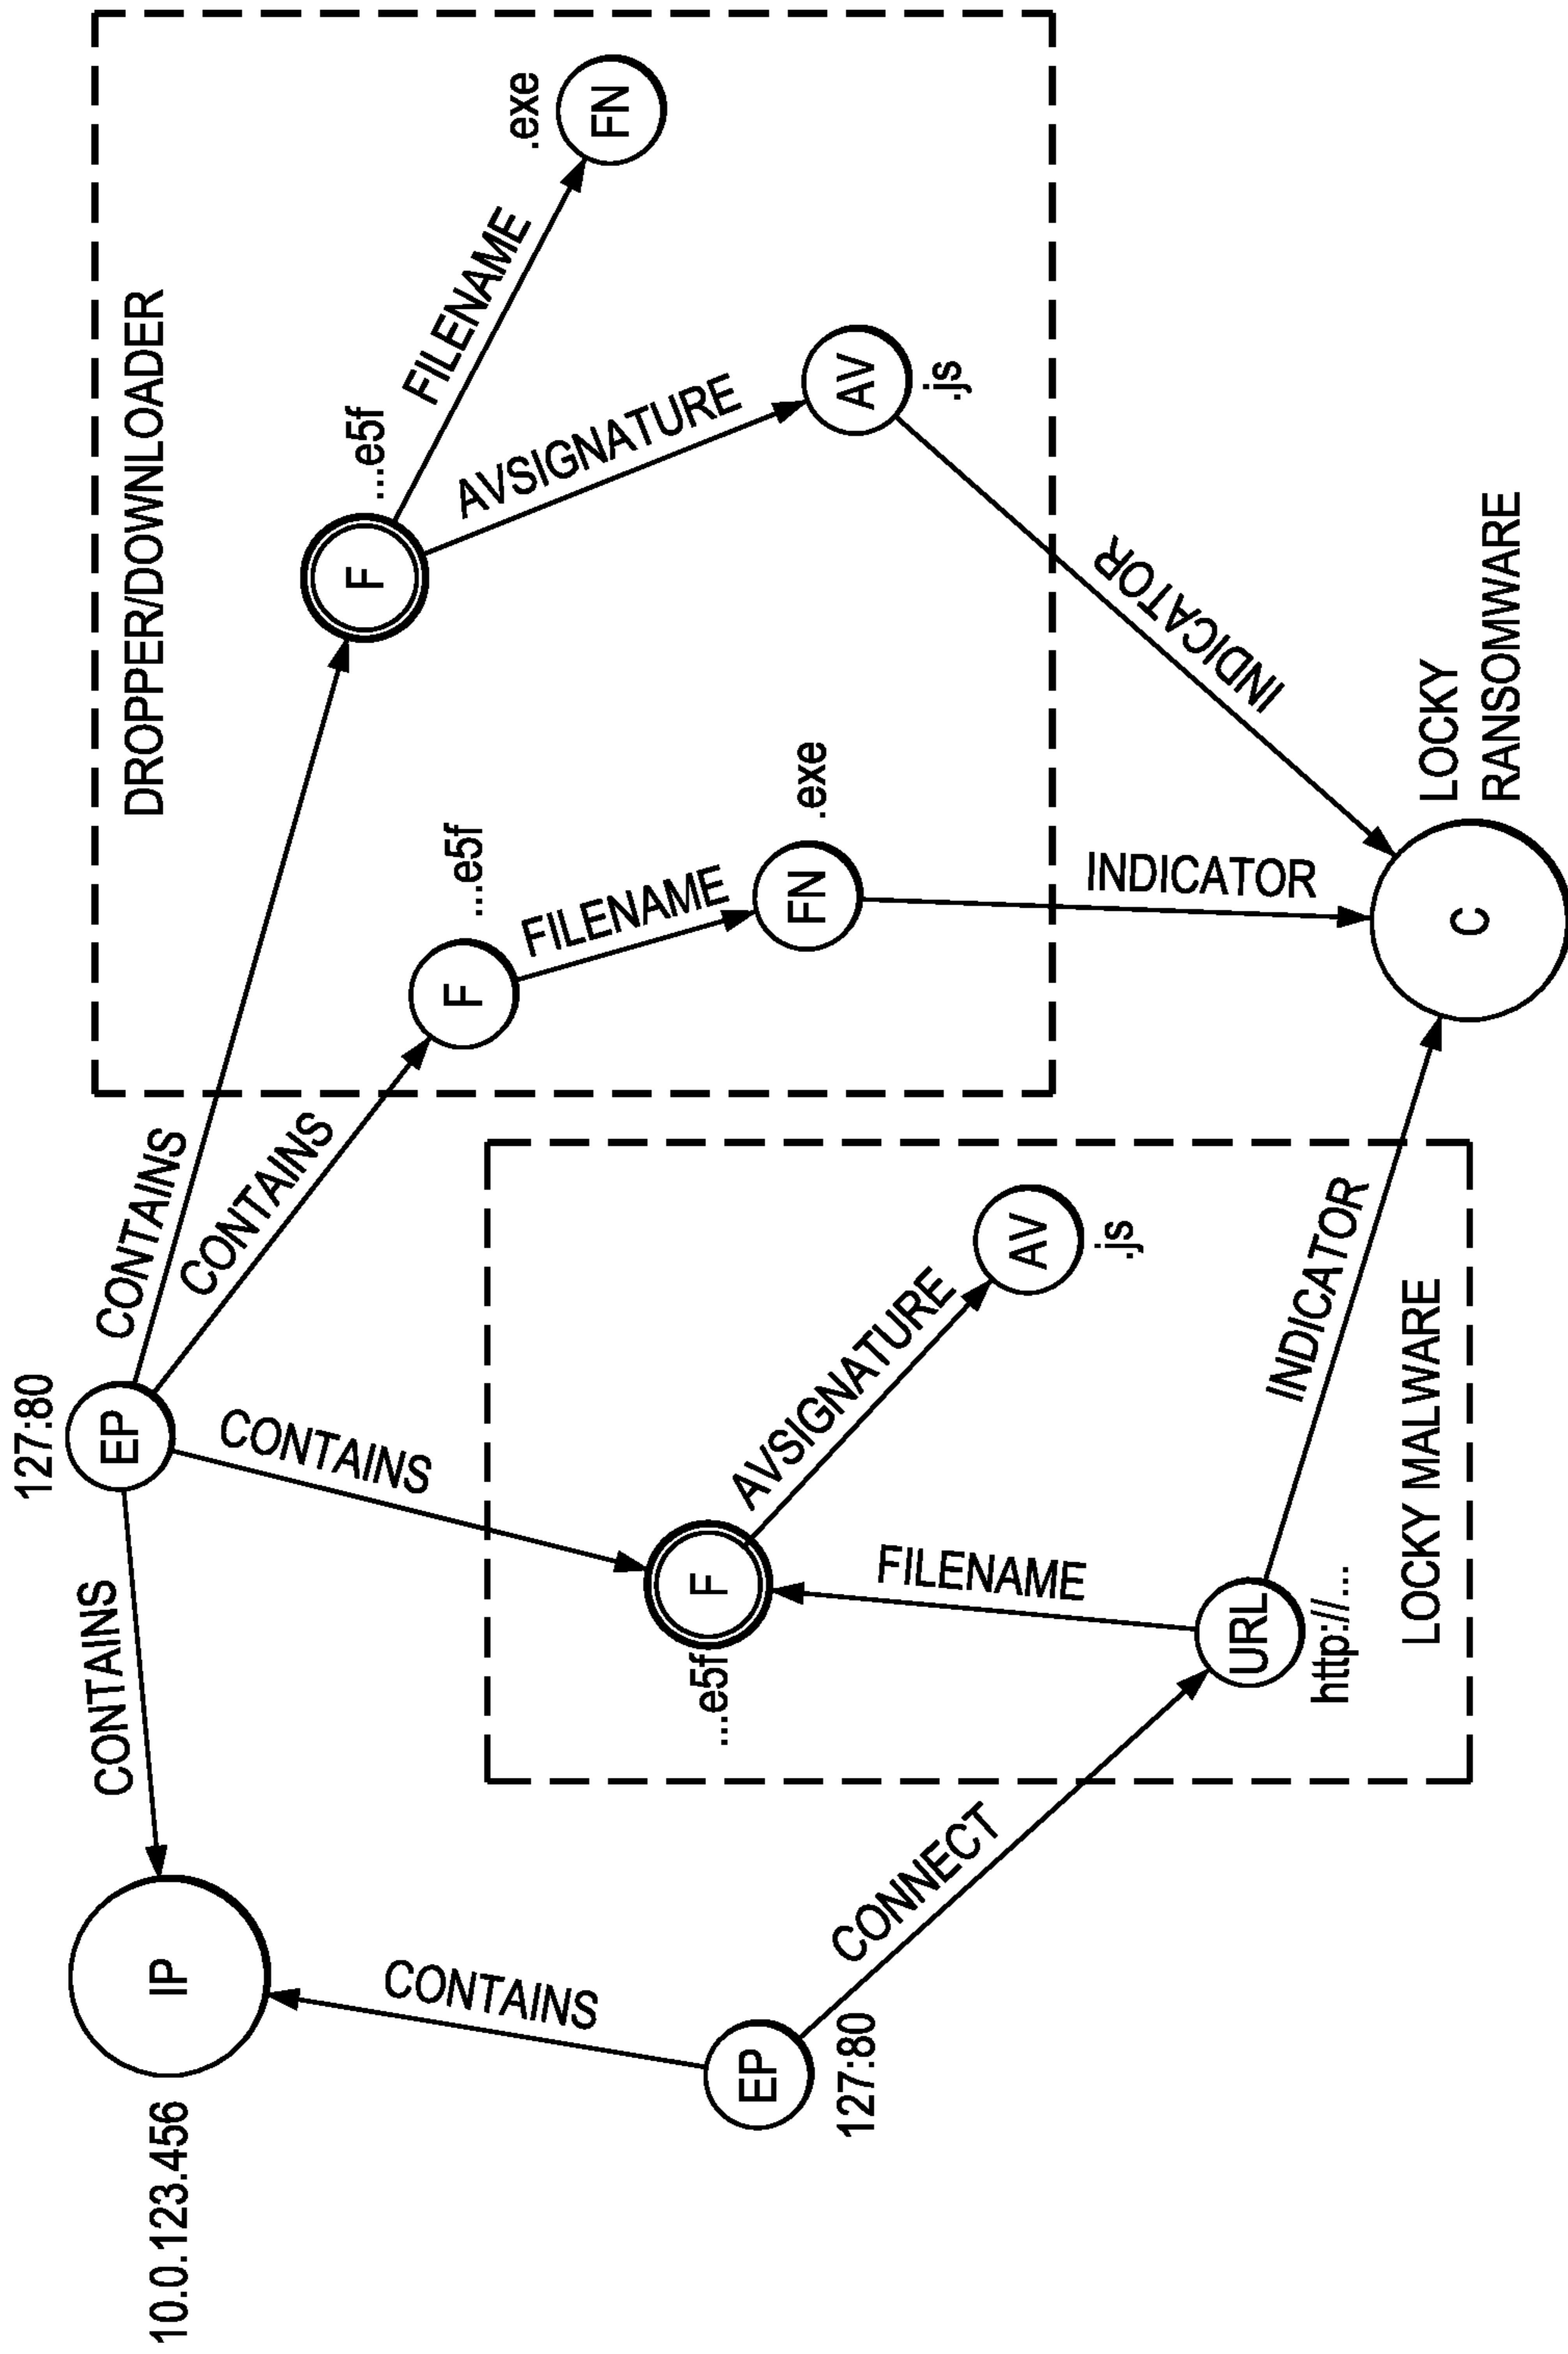 127:80
EP
CONTAINS
CONTAINS
DROPPER/DOWNLOADER
10.0.123.456
IP
CONTAINS
CONTAINS
F
...e5f
F
...e5f
FILENAME
.exe
FN
CONTAINS
AVSIGNATURE
FILENAME
...e5f
F
EP
127:80
FN
.exe
AV
.js
AVSIGNATURE
CONNECT
FILENAME
AV
.js
INDICATOR
INDICATOR
URL
http://...
INDICATOR
LOCKY MALWARE
C
LOCKY
RANSOMWARE